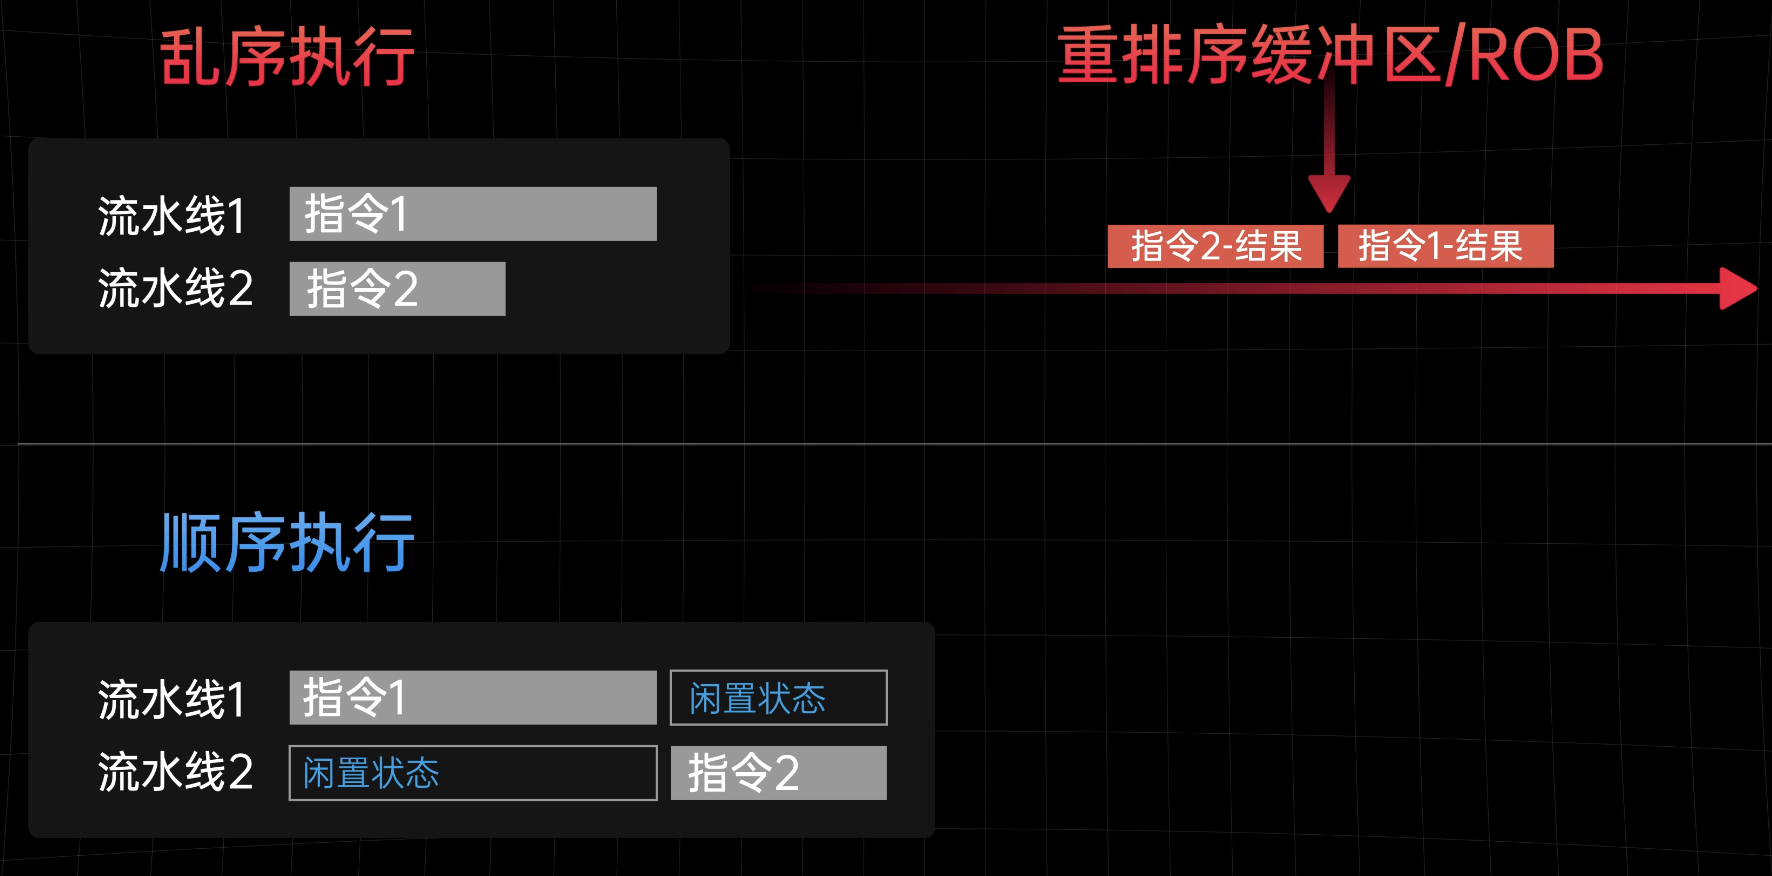 乱序执行
重排序缓冲区/ROB
流水线1 指令1
流水线2 指令2
指令2-结果 指令1-结果
顺序执行
流水线1 指令1 闲置状态
流水线2 闲置状态 指令2